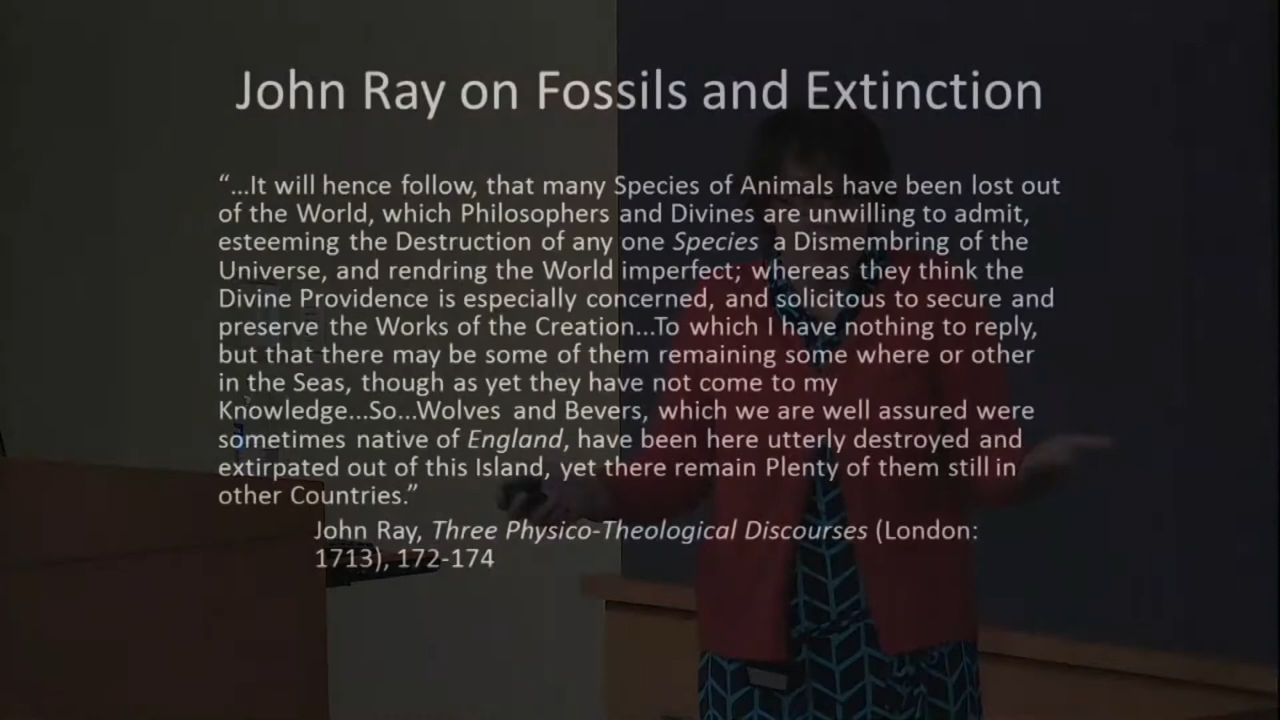 John Ray on Fossils and Extinction
“...It will hence follow, that many Species of Animals have been lost out
of the World, which Philosophers and Divines are unwilling to admit,
esteeming the Destruction of any one Species a Dismembring of the
Universe, and rendring the World imperfect; whereas they think the
Divine Providence is especially concerned, and solicitous to secure and
preserve the Works of the Creation...To which I have nothing to reply,
but that there may be some of them remaining some where or other
in the Seas, though as yet they have not come to my
Knowledge...So...Wolves and Bevers, which we are well assured were
sometimes native of England, have been here utterly destroyed and
extirpated out of this Island, yet there remain Plenty of them still in
other Countries.”
John Ray, Three Physico-Theological Discourses (London:
1713), 172-174